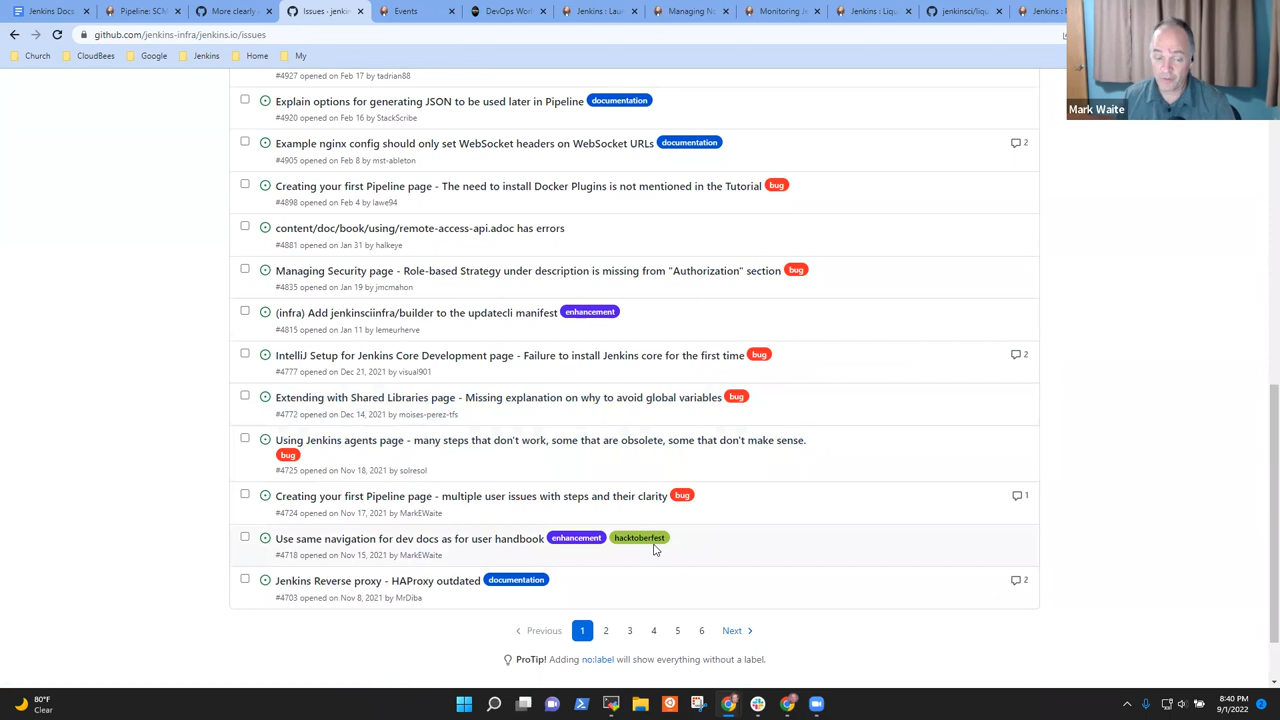 Jenkins Docs
Pipeline: SCM
More clearly
Issues · jenkin
Events
DevOps Worl
Jenkins : Laun
Managing No
Monitoring Je
Jenkins : Liqu
jenkinsci/liqu
Jenkins :
github.com/jenkins-infra/jenkins.io/issues
Church
CloudBees
Google
Jenkins
Home
My
#4927 opened on Feb 17 by tadrian88
Explain options for generating JSON to be used later in Pipeline documentation
#4920 opened on Feb 16 by StackScribe
Example nginx config should only set WebSocket headers on WebSocket URLs documentation 2
#4905 opened on Feb 8 by mst-ableton
Creating your first Pipeline page - The need to install Docker Plugins is not mentioned in the Tutorial bug
#4898 opened on Feb 4 by lawe94
content/doc/book/using/remote-access-api.adoc has errors
#4881 opened on Jan 31 by halkeye
Managing Security page - Role-based Strategy under description is missing from "Authorization" section bug
#4835 opened on Jan 19 by jmcmahon
(infra) Add jenkinsciinfra/builder to the updatecli manifest enhancement
#4815 opened on Jan 11 by lemeurherve
IntelliJ Setup for Jenkins Core Development page - Failure to install Jenkins core for the first time bug 2
#4777 opened on Dec 21, 2021 by visual901
Extending with Shared Libraries page - Missing explanation on why to avoid global variables bug
#4772 opened on Dec 14, 2021 by moises-perez-tfs
Using Jenkins agents page - many steps that don't work, some that are obsolete, some that don't make sense.
bug
#4725 opened on Nov 18, 2021 by solresol
Creating your first Pipeline page - multiple user issues with steps and their clarity bug 1
#4724 opened on Nov 17, 2021 by MarkEWaite
Use same navigation for dev docs as for user handbook enhancement hacktoberfest
#4718 opened on Nov 15, 2021 by MarkEWaite
Jenkins Reverse proxy - HAProxy outdated documentation 2
#4703 opened on Nov 8, 2021 by MrDiba
Previous 1 2 3 4 5 6 Next
ProTip! Adding no:label will show everything without a label.
Mark Waite
80°F
Clear
8:40 PM
9/1/2022
2